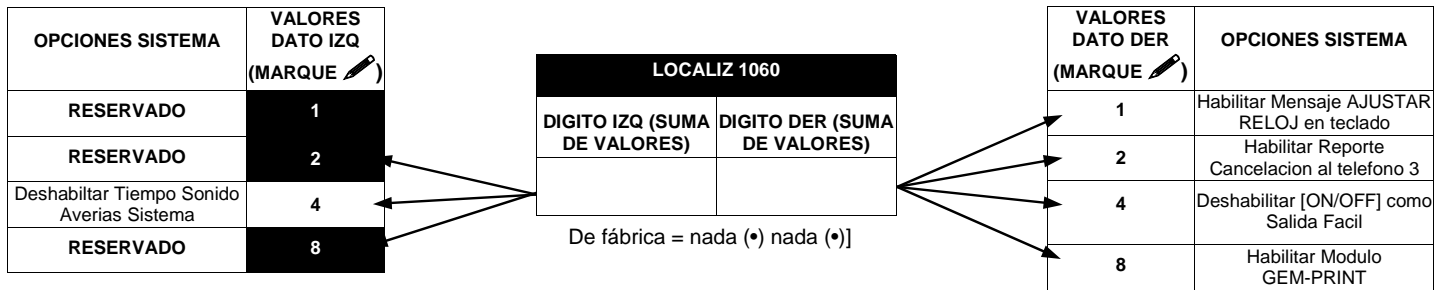 OPCIONES SISTEMA
VALORES
DATO IZQ
(MARQUE )
RESERVADO
1
RESERVADO
2
Deshabiltar Tiempo Sonido
Averias Sistema
4
RESERVADO
8
LOCALIZ 1060
DIGITO IZQ (SUMA
DE VALORES)
DIGITO DER (SUMA
DE VALORES)
De fábrica = nada (•) nada (•)]
VALORES
DATO DER
(MARQUE )
OPCIONES SISTEMA
1
Habilitar Mensaje AJUSTAR
RELOJ en teclado
2
Habilitar Reporte
Cancelacion al telefono 3
4
Deshabilitar [ON/OFF] como
Salida Facil
8
Habilitar Modulo
GEM-PRINT